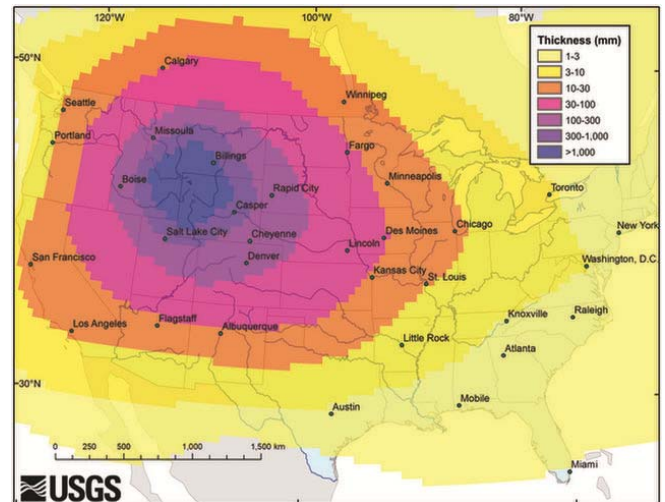 120°W 100°W 80°W
50°N
Thickness (mm)
1-3
3-10
10-30
30-100
100-300
300-1,000
>1,000
Calgary
Seattle
Winnipeg
Portland
Missoula
Fargo
Billings
Boise
Rapid City
Minneapolis
Toronto
Casper
Salt Lake City
Cheyenne
Des Moines
Chicago
New York
Lincoln
Denver
San Francisco
Kansas City
St. Louis
Washington, D.C.
Los Angeles
Flagstaff
Albuquerque
Knoxville
Raleigh
Little Rock
Atlanta
30°N
Austin
Mobile
0 250 500 1,000 1,500 km
Miami
USGS